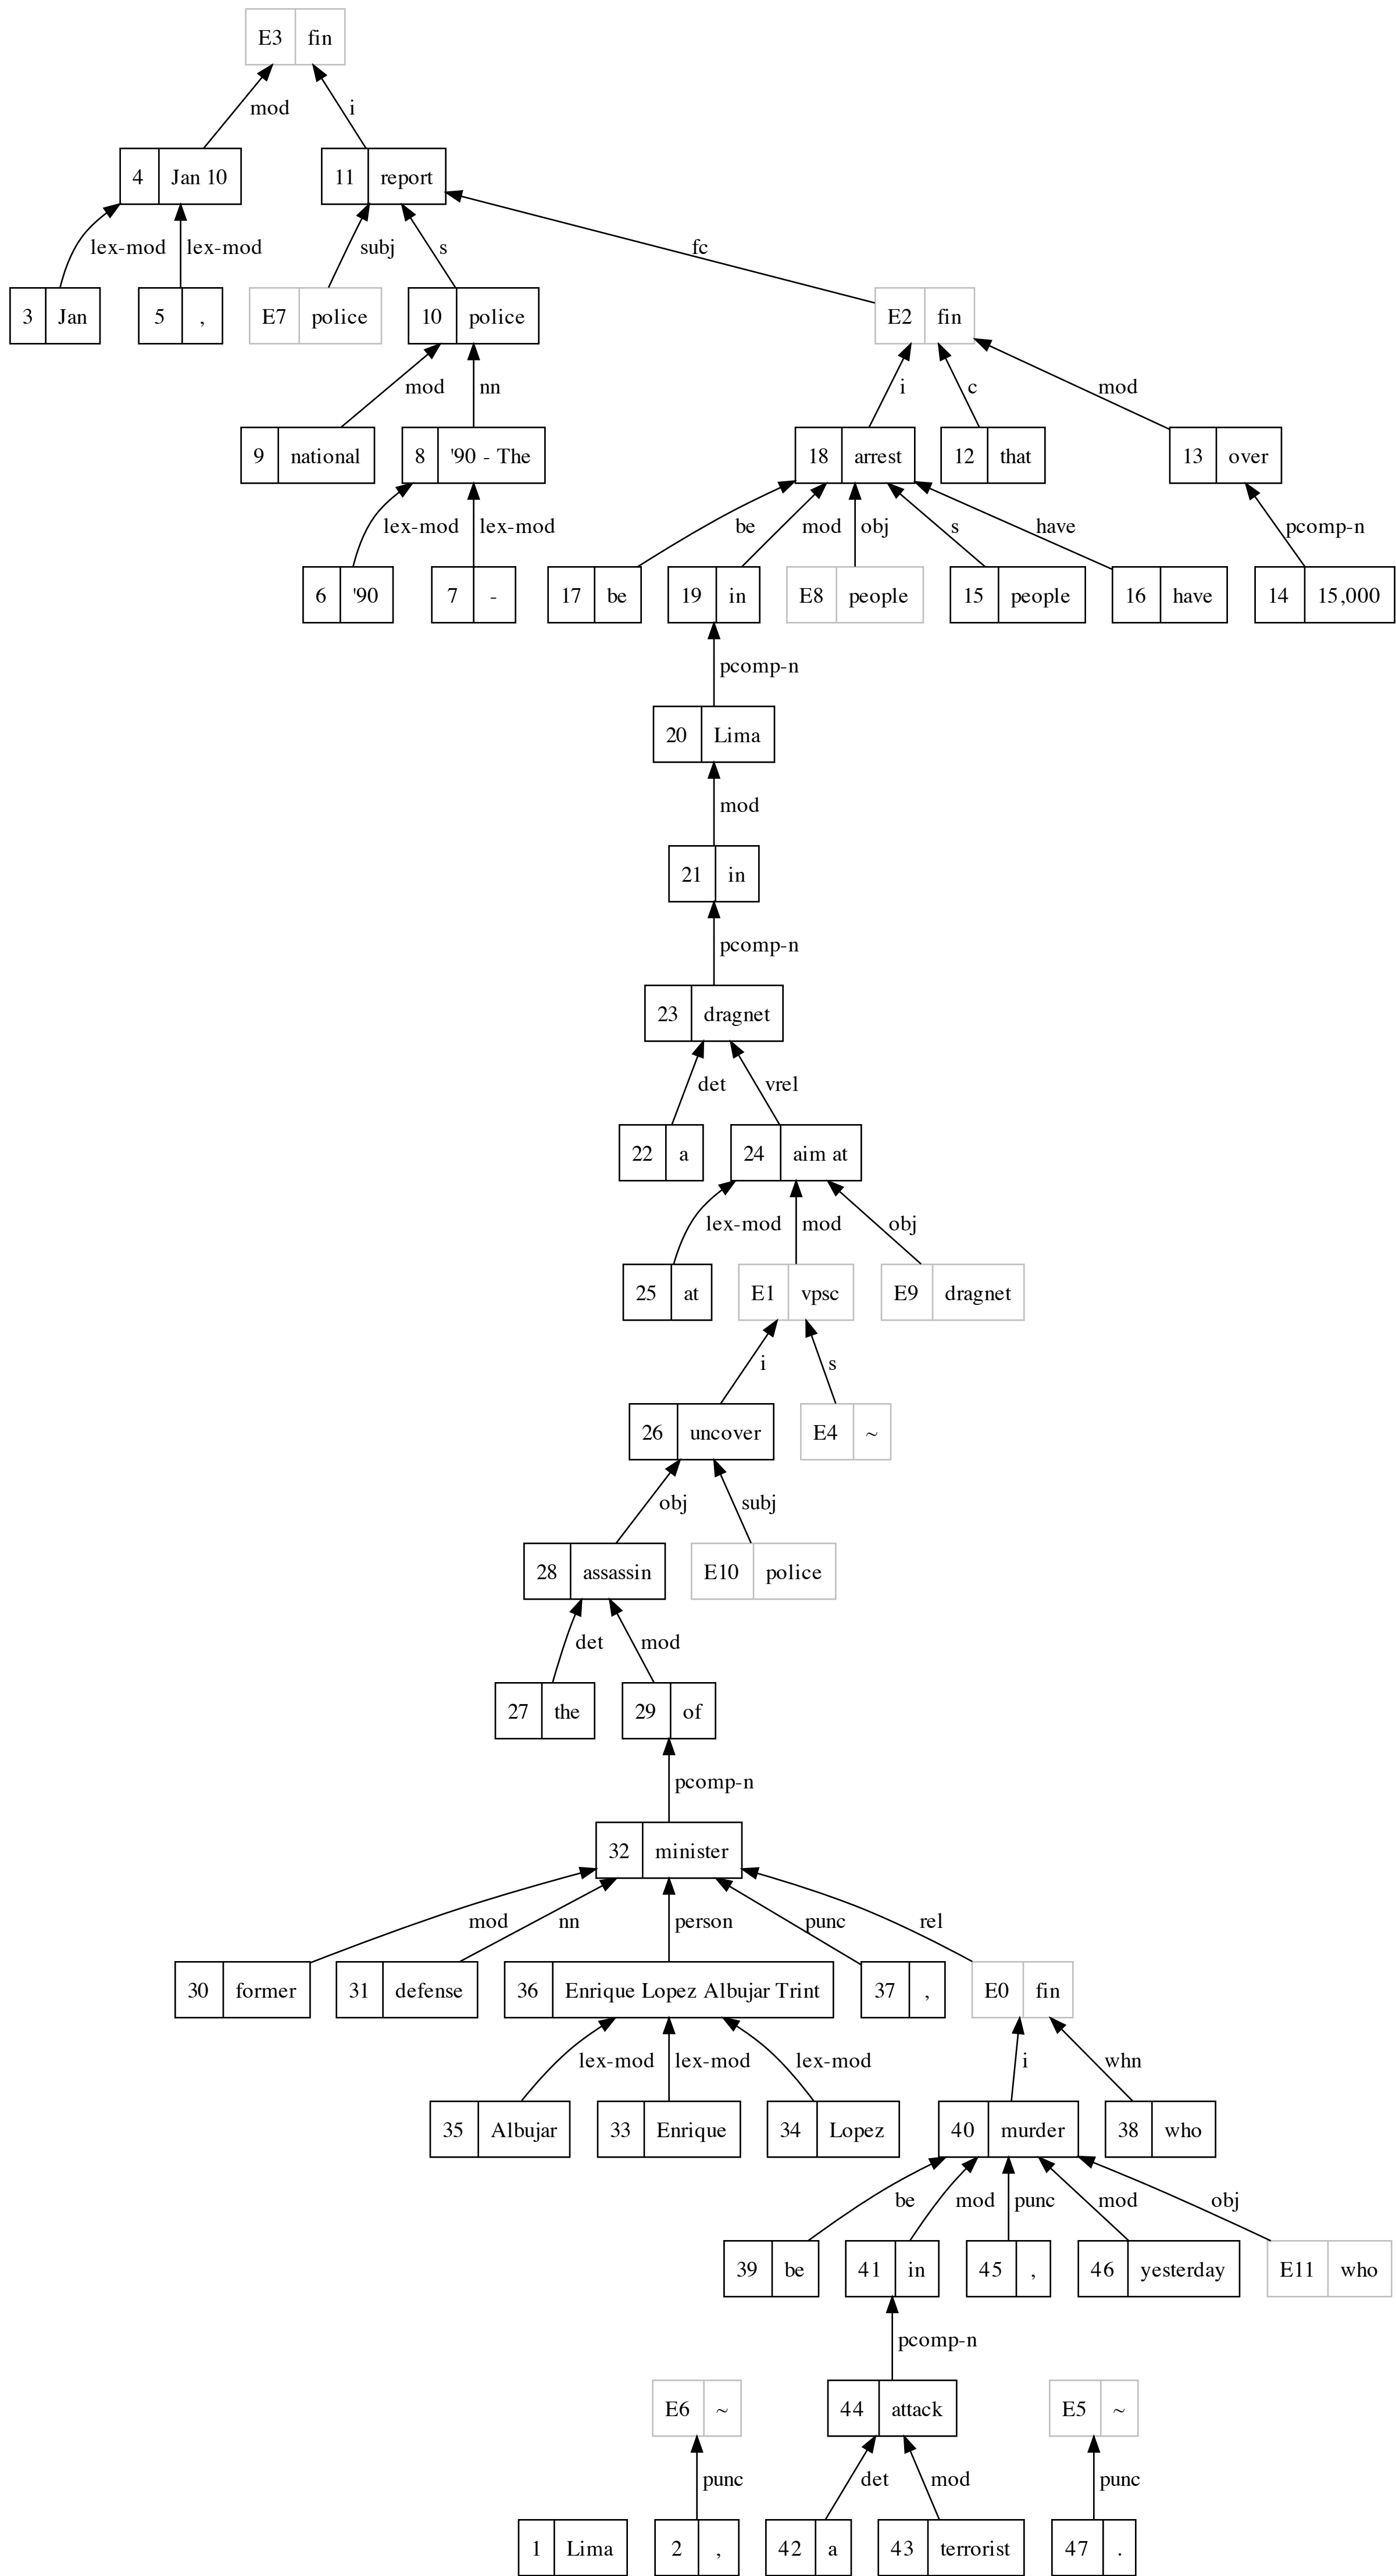 E3 fin
mod i
4 Jan 10 11 report
lex-mod lex-mod subj s fc
3 Jan 5 , E7 police 10 police E2 fin
mod nn i c mod
9 national 8 '90 - The 18 arrest 12 that 13 over
lex-mod lex-mod be mod obj s have pcomp-n
6 '90 7 - 17 be 19 in E8 people 15 people 16 have 14 15,000
pcomp-n
20 Lima
mod
21 in
pcomp-n
23 dragnet
det vrel
22 a 24 aim at
lex-mod mod obj
25 at E1 vpsc E9 dragnet
i s
26 uncover E4 ~
obj subj
28 assassin E10 police
det mod
27 the 29 of
pcomp-n
32 minister
mod nn person punc rel
30 former 31 defense 36 Enrique Lopez Albujar Trint 37 , E0 fin
lex-mod lex-mod lex-mod i whn
35 Albujar 33 Enrique 34 Lopez 40 murder 38 who
be mod punc mod obj
39 be 41 in 45 , 46 yesterday E11 who
pcomp-n
E6 ~ 44 attack E5 ~
punc det mod punc
1 Lima 2 , 42 a 43 terrorist 47 .